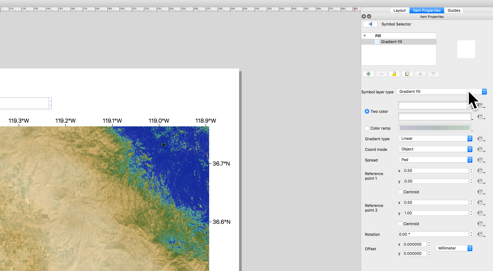 Layout Item Properties Guides
Item Properties
Symbol Selector
Fill
Gradient fill
Symbol layer type Gradient fill
Two color
Color ramp
Gradient type Linear
Coord mode Object
Spread Pad
Reference point 1 x 0.50
y 0.00
Centroid
Reference point 2 x 0.50
y 1.00
Centroid
Rotation 0.00 °
Offset x 0.000000 Millimeter
y 0.000000
119.3°W 119.2°W 119.1°W 119.0°W 118.9°W
36.7°N
36.6°N